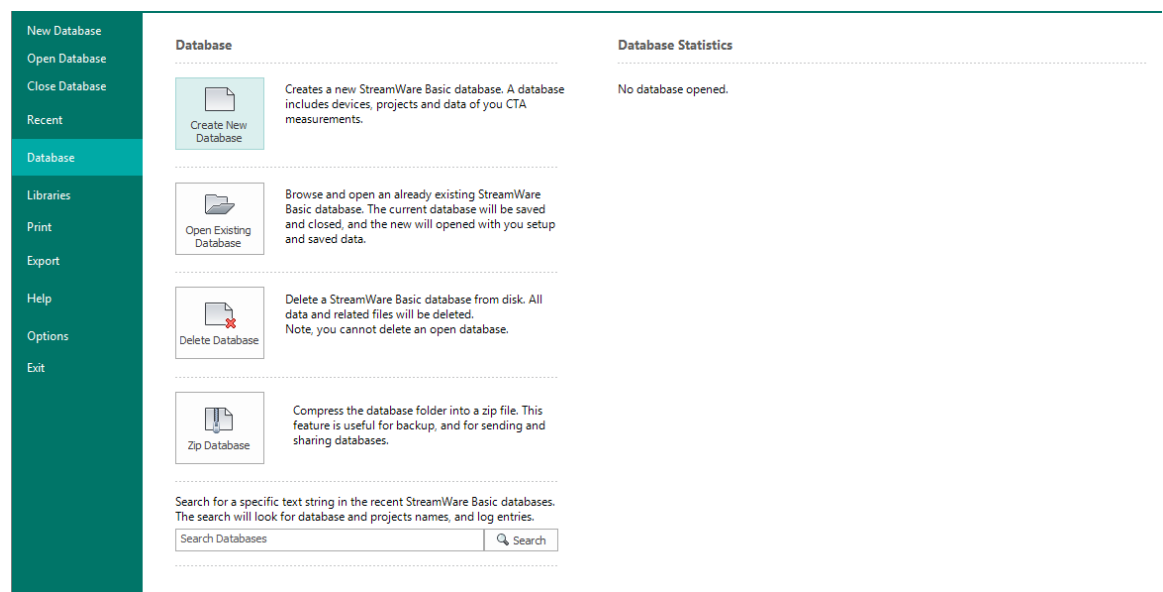 New Database
Open Database
Close Database
Recent
Database
Libraries
Print
Export
Help
Options
Exit
Database
Create New
Database
Creates a new StreamWare Basic database. A database
includes devices, projects and data of you CTA
measurements.
Open Existing
Database
Browse and open an already existing StreamWare
Basic database. The current database will be saved
and closed, and the new will opened with you setup
and saved data.
Delete Database
Delete a StreamWare Basic database from disk. All
data and related files will be deleted.
Note, you cannot delete an open database.
Zip Database
Compress the database folder into a zip file. This
feature is useful for backup, and for sending and
sharing databases.
Search for a specific text string in the recent StreamWare Basic databases.
The search will look for database and projects names, and log entries.
Search Databases
Search
Database Statistics
No database opened.